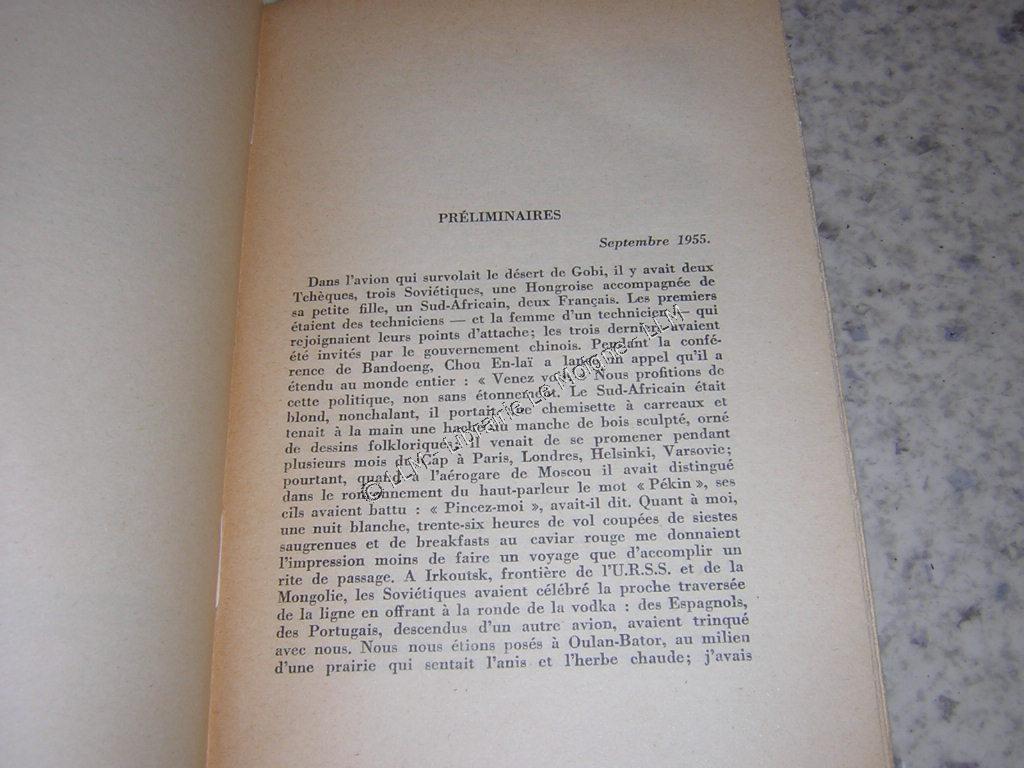 PRÉLIMINAIRES
Septembre 1955.
Dans l'avion qui survolait le désert de Gobi, il y avait deux
Tchèques, trois Soviétiques, une Hongroise accompagnée de
sa petite fille, un Sud-Africain, deux Français. Les premiers
étaient des techniciens — et la femme d'un technicien — qui
rejoignaient leurs points d'attache; les trois derniers avaient
été invités par le gouvernement chinois. Pendant la confé-
rence de Bandoeng, Chou En-laï a lancé un appel qu'il a
étendu au monde entier : « Venez voir. » Nous profitions de
cette politique, non sans étonnement. Le Sud-Africain était
blond, nonchalant, il portait une chemisette à carreaux et
tenait à la main une hache au manche de bois sculpté, orné
de dessins folkloriques; il venait de se promener pendant
plusieurs mois du Cap à Paris, Londres, Helsinki, Varsovie;
pourtant, quand à l'aérogare de Moscou il avait distingué
dans le ronronnement du haut-parleur le mot « Pékin », ses
cils avaient battu : « Pincez-moi », avait-il dit. Quant à moi,
une nuit blanche, trente-six heures de vol coupées de siestes
saugrenues et de breakfasts au caviar rouge me donnaient
l'impression moins de faire un voyage que d'accomplir un
rite de passage. A Irkoutsk, frontière de l'U.R.S.S. et de la
Mongolie, les Soviétiques avaient célébré la proche traversée
de la ligne en offrant à la ronde de la vodka : des Espagnols,
des Portugais, descendus d'un autre avion, avaient trinqué
avec nous. Nous nous étions posés à Oulan-Bator, au milieu
d'une prairie qui sentait l'anis et l'herbe chaude; j'avais
© LLM - Librairie Le Moigne - LLM